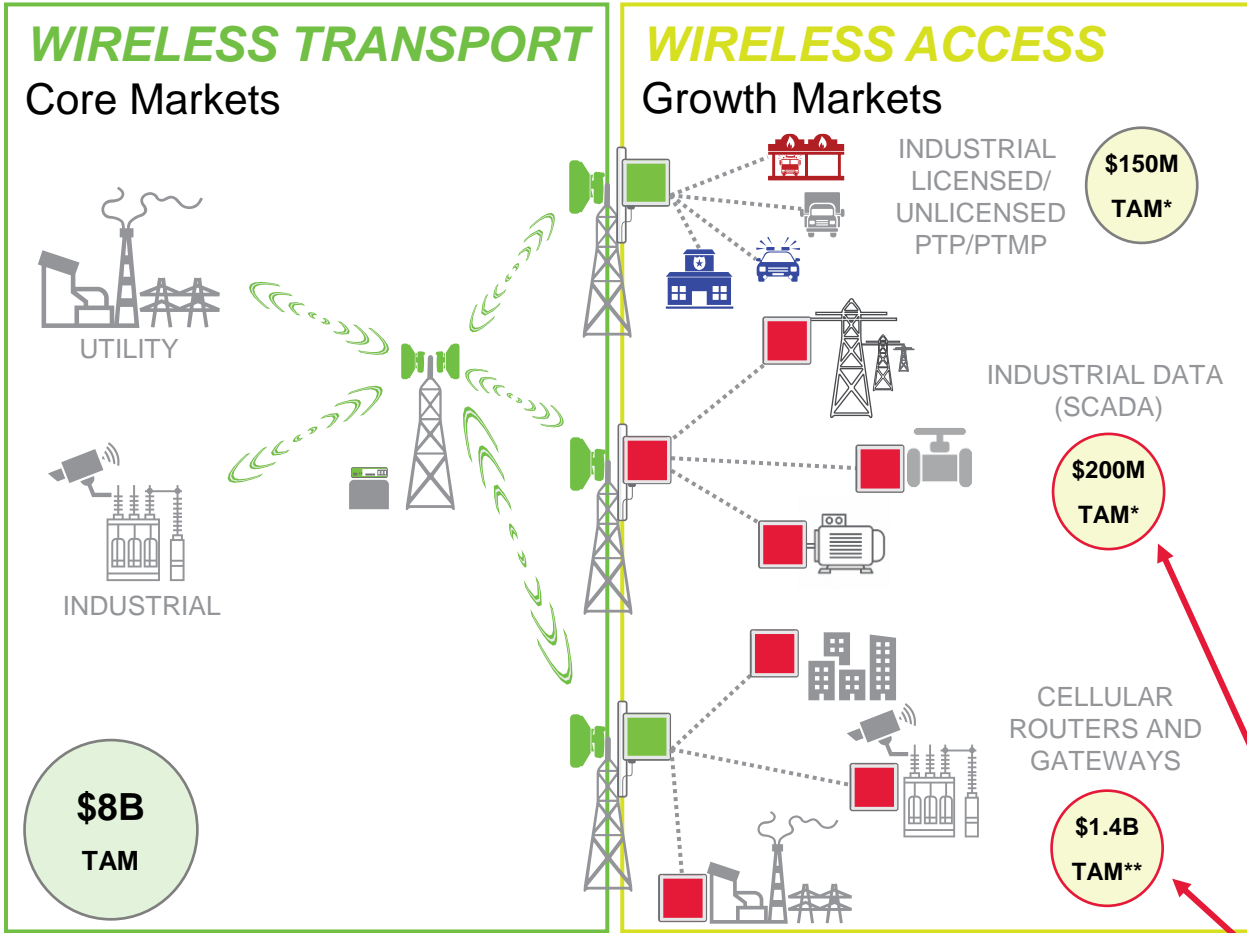 WIRELESS TRANSPORT
Core Markets
UTILITY
INDUSTRIAL
$8B
TAM
WIRELESS ACCESS
Growth Markets
INDUSTRIAL
LICENSED/
UNLICENSED
PTP/PTMP
$150M
TAM*
INDUSTRIAL DATA
(SCADA)
$200M
TAM*
CELLULAR
ROUTERS AND
GATEWAYS
$1.4B
TAM**